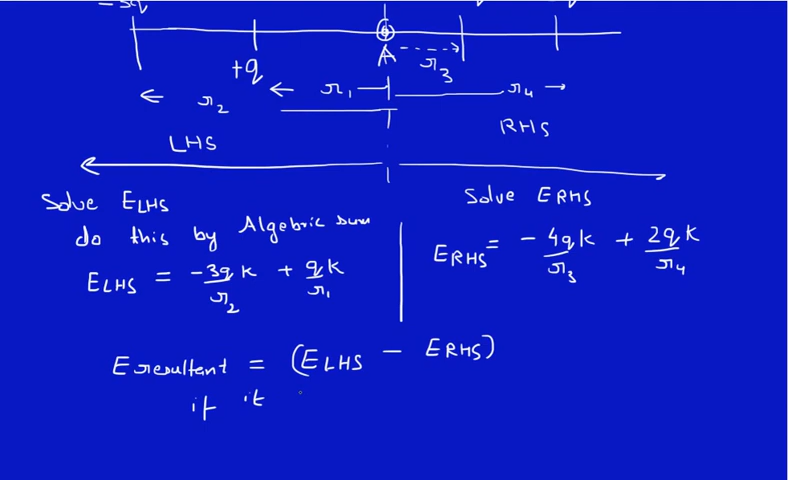 -3q
+q
A
r₃
r₂
r₁
r₄
LHS
RHS
Solve ELHS
Solve ERHS
do this by Algebric sum
ELHS = -3qk/r₂ + qk/r₁
ERHS = -4qk/r₃ + 2qk/r₄
Eresultant = (ELHS - ERHS)
if it